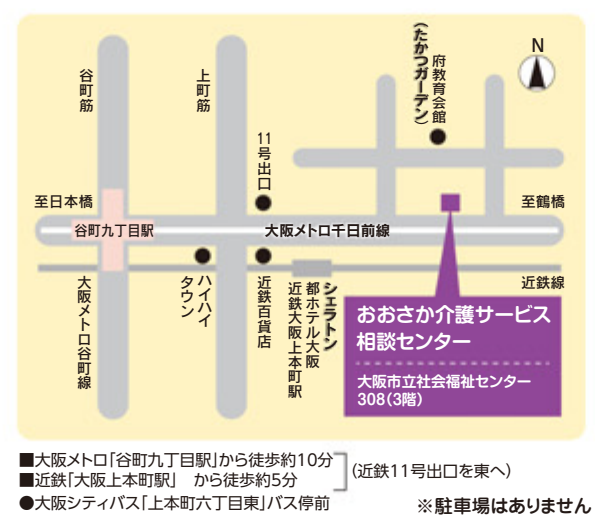 谷町筋
上町筋
11号出口
府教育会館
(たかつガーデン)
N
至日本橋
谷町九丁目駅
大阪メトロ千日前線
至鶴橋
大阪メトロ谷町線
ハイハイ
タウン
近鉄百貨店
シェラトン
都ホテル大阪
近鉄大阪上本町駅
近鉄線
おおさか介護サービス
相談センター
大阪市立社会福祉センター
308(3階)
■大阪メトロ「谷町九丁目駅」から徒歩約10分
■近鉄「大阪上本町駅」 から徒歩約5分
(近鉄11号出口を東へ)
●大阪シティバス「上本町六丁目東」バス停前
※駐車場はありません